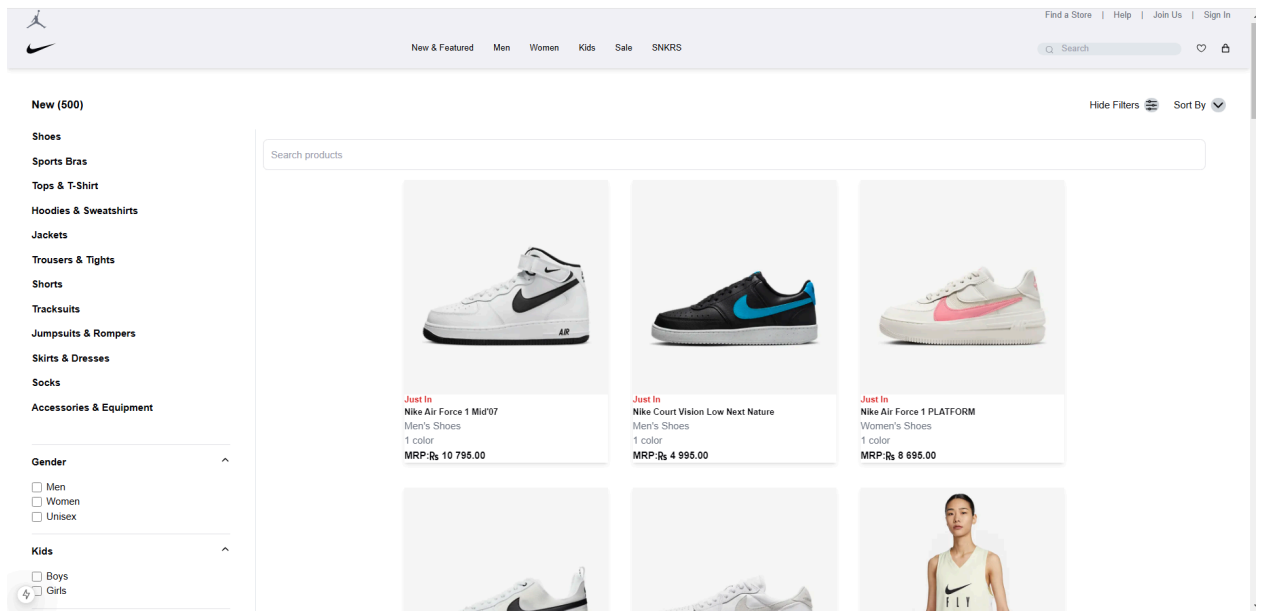 Find a Store | Help | Join Us | Sign In
New & Featured Men Women Kids Sale SNKRS
Search
New (500)
Hide Filters Sort By
Shoes
Sports Bras
Tops & T-Shirt
Hoodies & Sweatshirts
Jackets
Trousers & Tights
Shorts
Tracksuits
Jumpsuits & Rompers
Skirts & Dresses
Socks
Accessories & Equipment
Gender
Men
Women
Unisex
Kids
Boys
Girls
Search products
AIR
Just In
Nike Air Force 1 Mid'07
Men's Shoes
1 color
MRP:₨ 10 795.00
Just In
Nike Court Vision Low Next Nature
Men's Shoes
1 color
MRP:₨ 4 995.00
Just In
Nike Air Force 1 PLATFORM
Women's Shoes
1 color
MRP:₨ 8 695.00
FLY